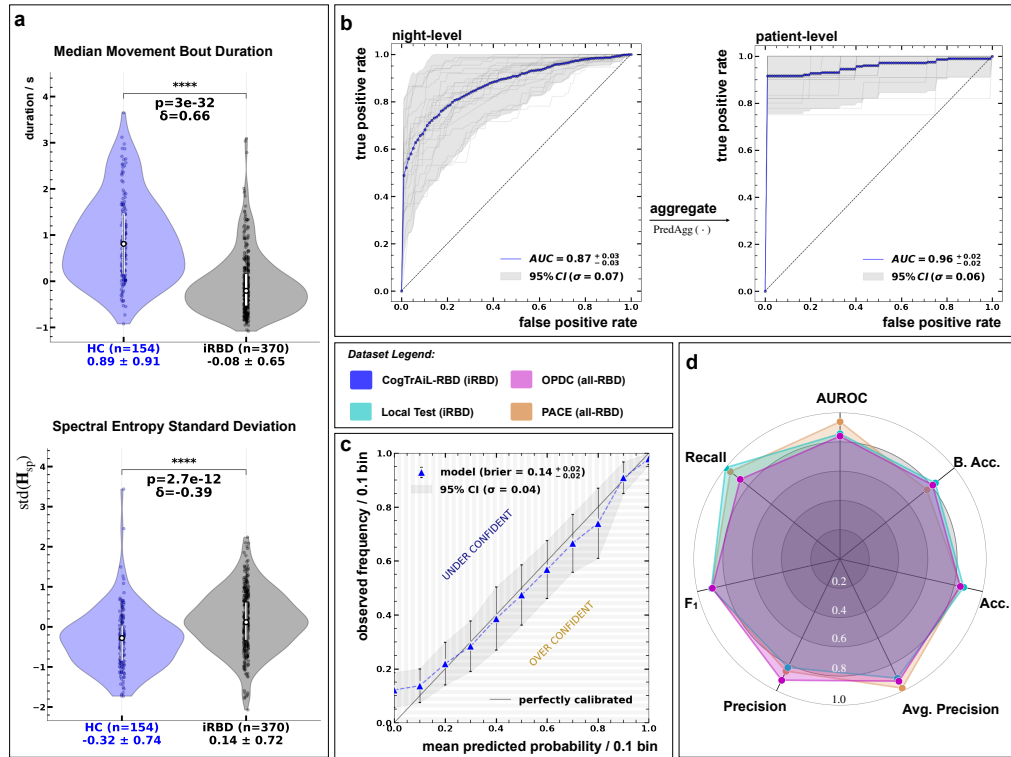 a
Median Movement Bout Duration
****
p=3e-32
δ=0.66
duration / s
4
3
2
1
0
−1
HC (n=154)
0.89 ± 0.91
iRBD (n=370)
-0.08 ± 0.65
Spectral Entropy Standard Deviation
****
p=2.7e-12
δ=-0.39
std(H_sp)
4
3
2
1
0
−1
−2
HC (n=154)
-0.32 ± 0.74
iRBD (n=370)
0.14 ± 0.72
b
night-level
true positive rate
1.0
0.8
0.6
0.4
0.2
0.0
AUC = 0.87 +0.03 −0.03
95% CI (σ = 0.07)
0.0 0.2 0.4 0.6 0.8 1.0
false positive rate
aggregate
PredAgg ( · )
patient-level
true positive rate
1.0
0.8
0.6
0.4
0.2
0.0
AUC = 0.96 +0.02 −0.02
95% CI (σ = 0.06)
0.0 0.2 0.4 0.6 0.8 1.0
false positive rate
Dataset Legend:
CogTrAiL-RBD (iRBD)
OPDC (all-RBD)
Local Test (iRBD)
PACE (all-RBD)
c
observed frequency / 0.1 bin
1.0
0.8
0.6
0.4
0.2
0.0
model (brier = 0.14 +0.02 −0.02)
95% CI (σ = 0.04)
UNDER CONFIDENT
OVER CONFIDENT
perfectly calibrated
0.0 0.2 0.4 0.6 0.8 1.0
mean predicted probability / 0.1 bin
d
AUROC
Recall
B. Acc.
F₁
Acc.
Precision
Avg. Precision
0.2
0.4
0.6
0.8
1.0